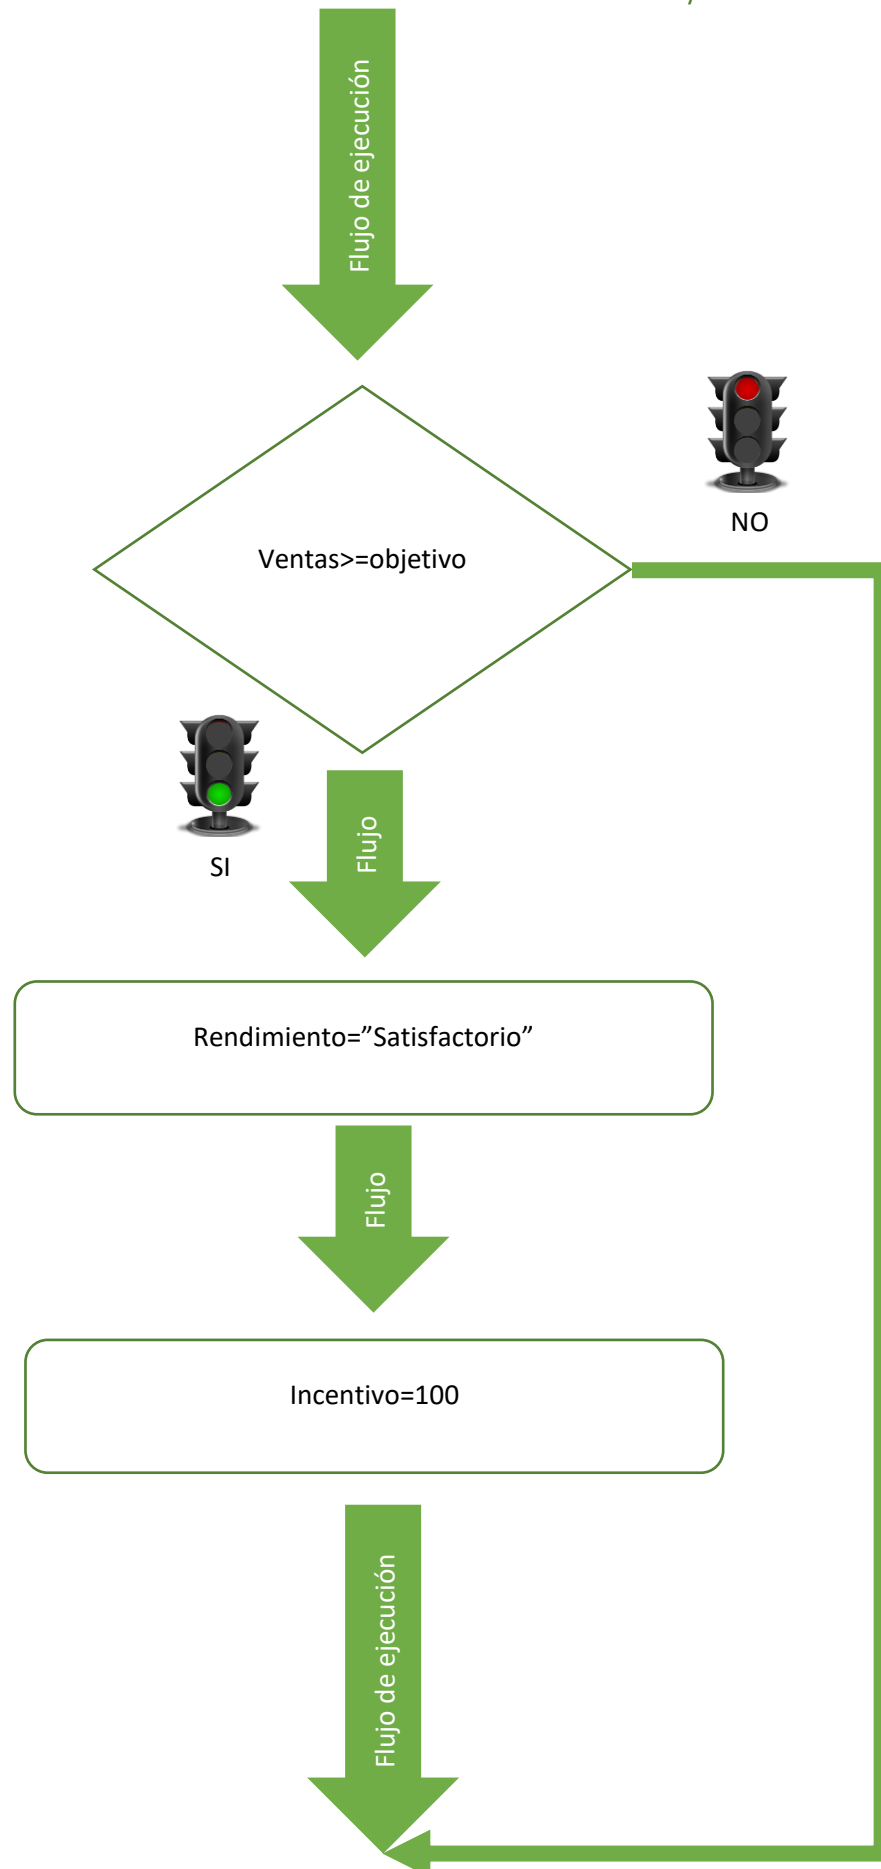 Flujo de ejecución
Ventas>=objetivo
NO
SI
Flujo
Rendimiento=”Satisfactorio”
Flujo
Incentivo=100
Flujo de ejecución